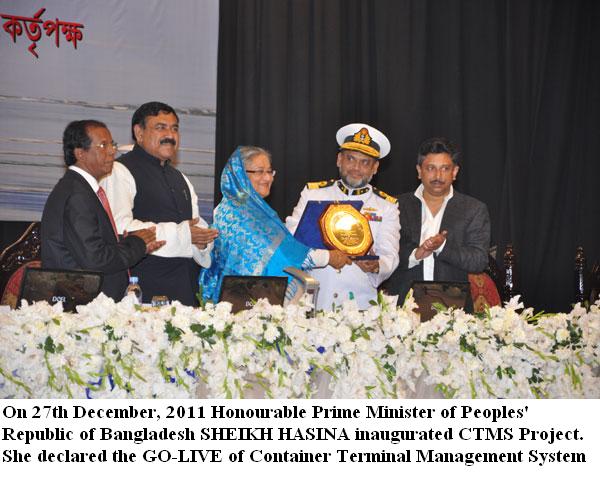 কর্তৃপক্ষ
DELL
On 27th December, 2011 Honourable Prime Minister of Peoples'
Republic of Bangladesh SHEIKH HASINA inaugurated CTMS Project.
She declared the GO-LIVE of Container Terminal Management System